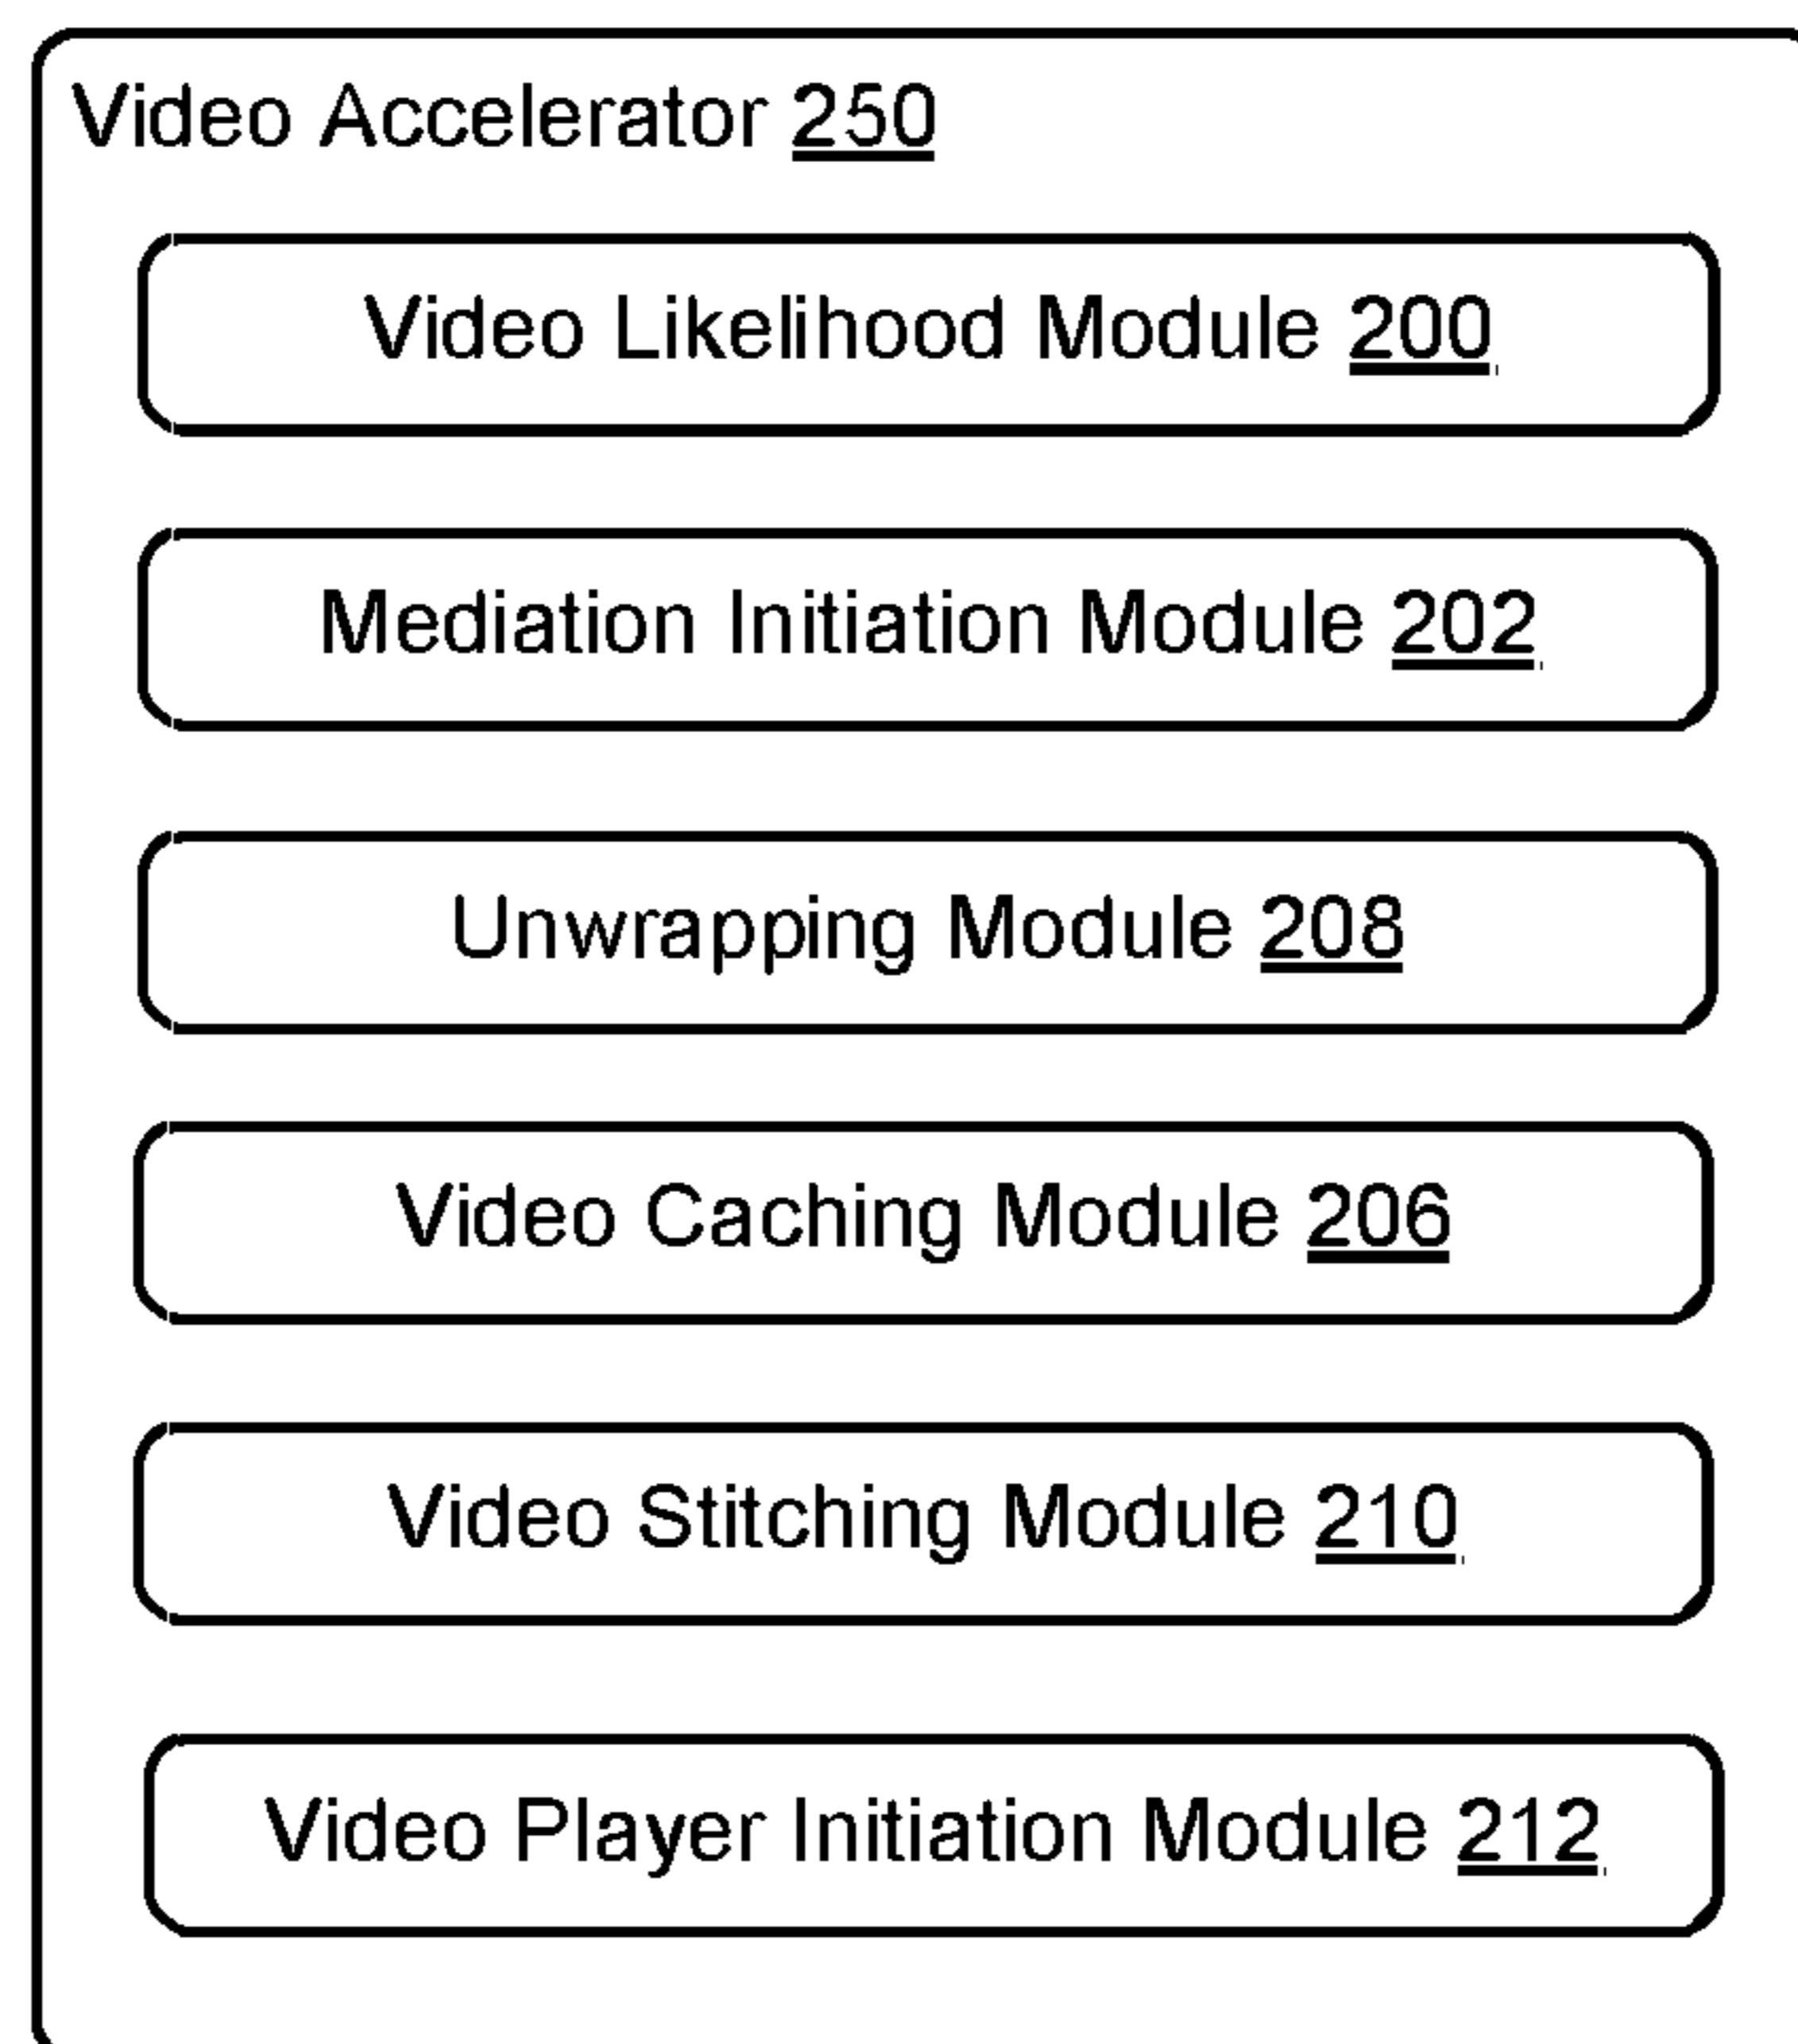 Video Accelerator 250
Video Likelihood Module 200
Mediation Initiation Module 202
Unwrapping Module 208
Video Caching Module 206
Video Stitching Module 210
Video Player Initiation Module 212